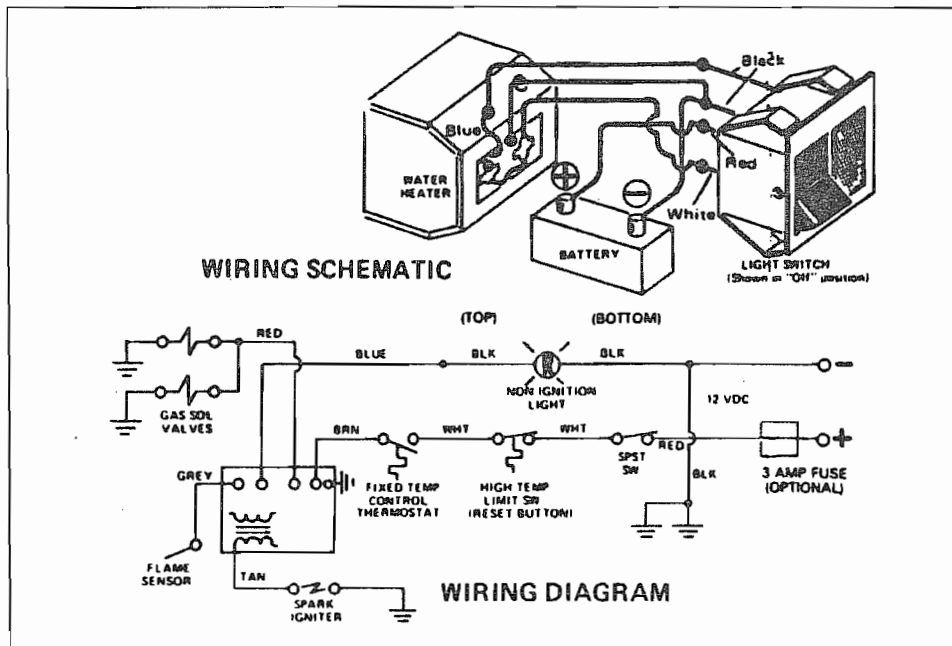 Black
Blue
Red
WATER
HEATER
White
BATTERY
LIGHT SWITCH
(Shown in "Off" position)
WIRING SCHEMATIC
(TOP)
(BOTTOM)
RED
BLUE
BLK
BLK
NON IGNITION
LIGHT
12 VDC
GAS SOL
VALVES
BRN
WHT
WHT
RED
GREY
FIXED TEMP
CONTROL
THERMOSTAT
HIGH TEMP
LIMIT SW
(RESET BUTTON)
SPST
SW
BLK
3 AMP FUSE
(OPTIONAL)
FLAME
SENSOR
TAN
SPARK
IGNITER
WIRING DIAGRAM